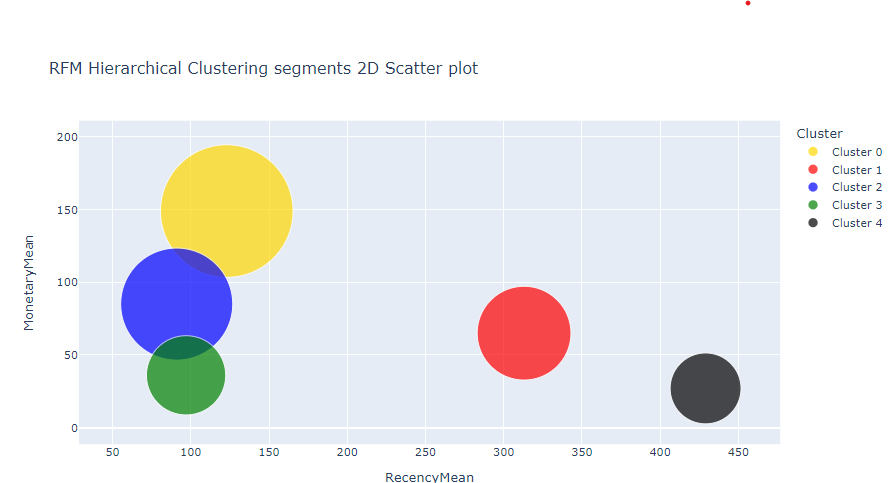 RFM Hierarchical Clustering segments 2D Scatter plot
Cluster
Cluster 0
Cluster 1
Cluster 2
Cluster 3
Cluster 4
MonetaryMean
200
150
100
50
0
50
100
150
200
250
300
350
400
450
RecencyMean